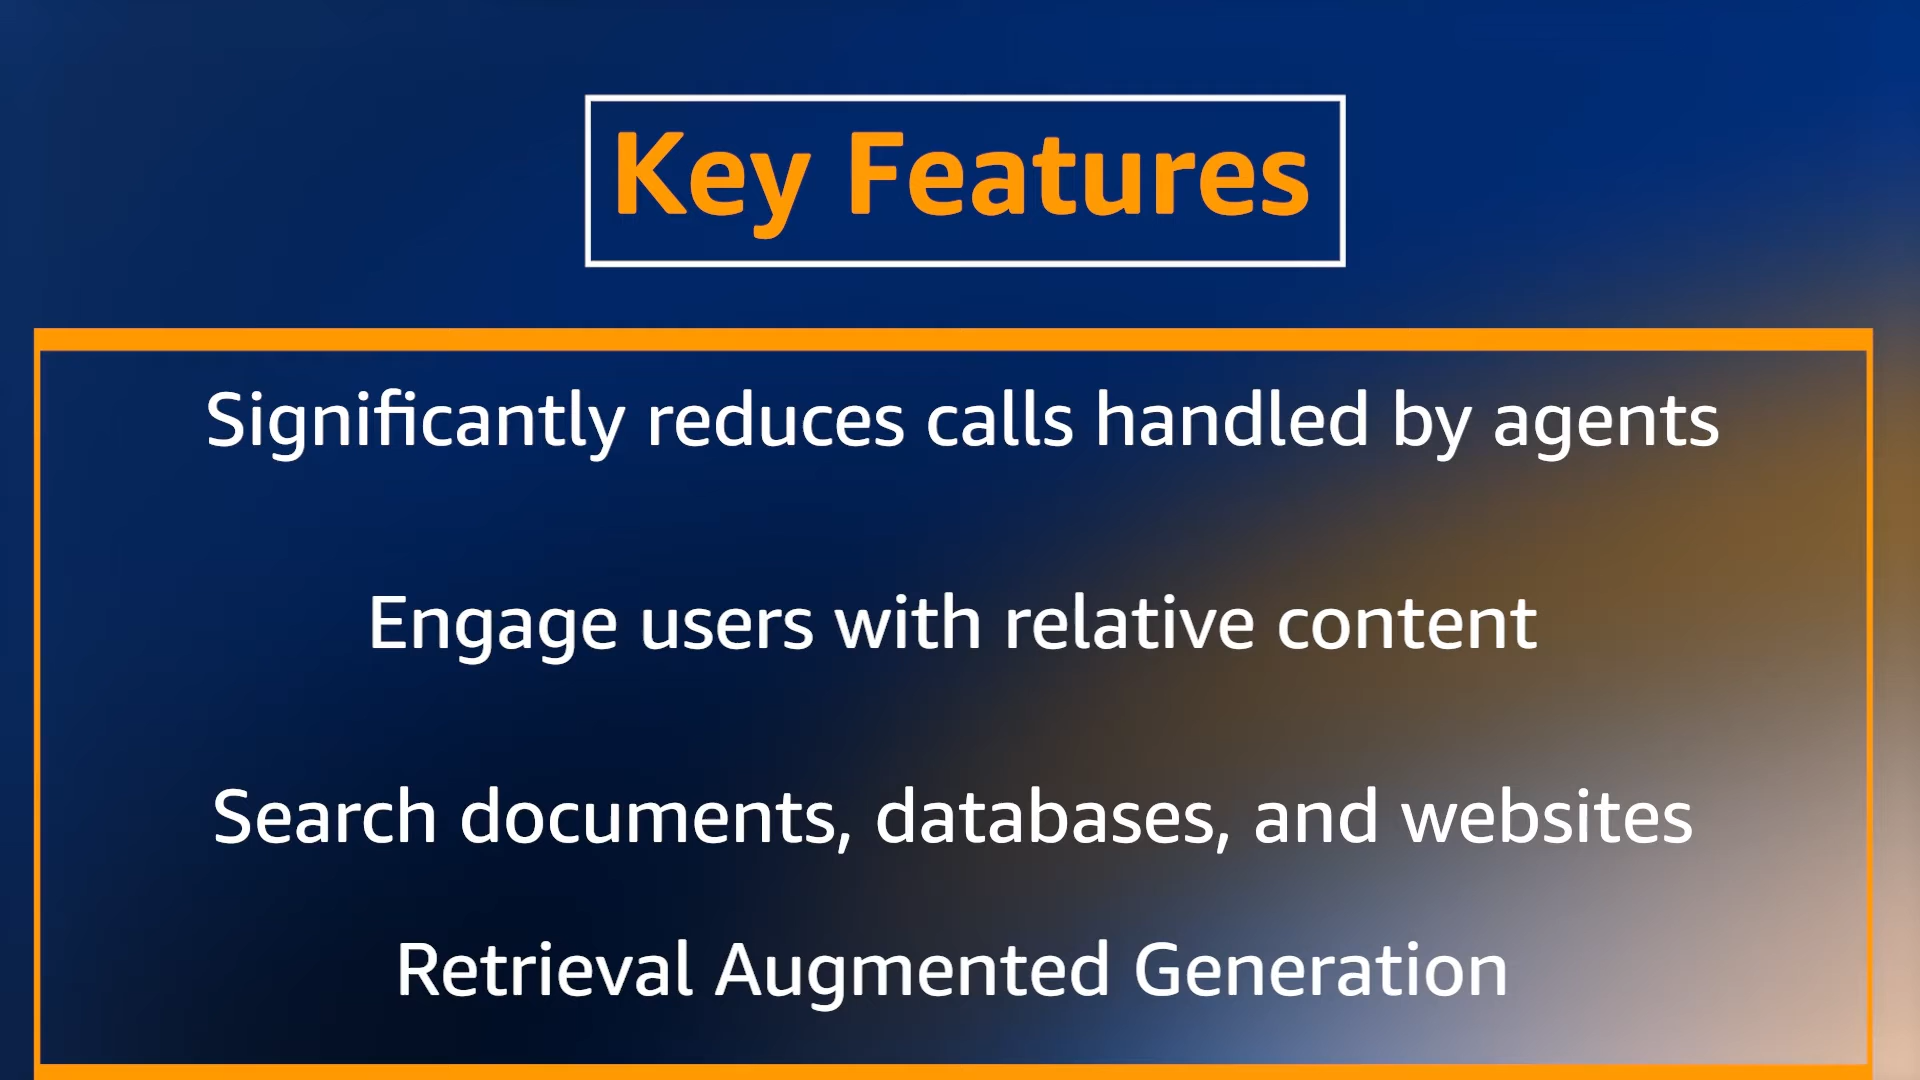 Key Features
Significantly reduces calls handled by agents
Engage users with relative content
Search documents, databases, and websites
Retrieval Augmented Generation